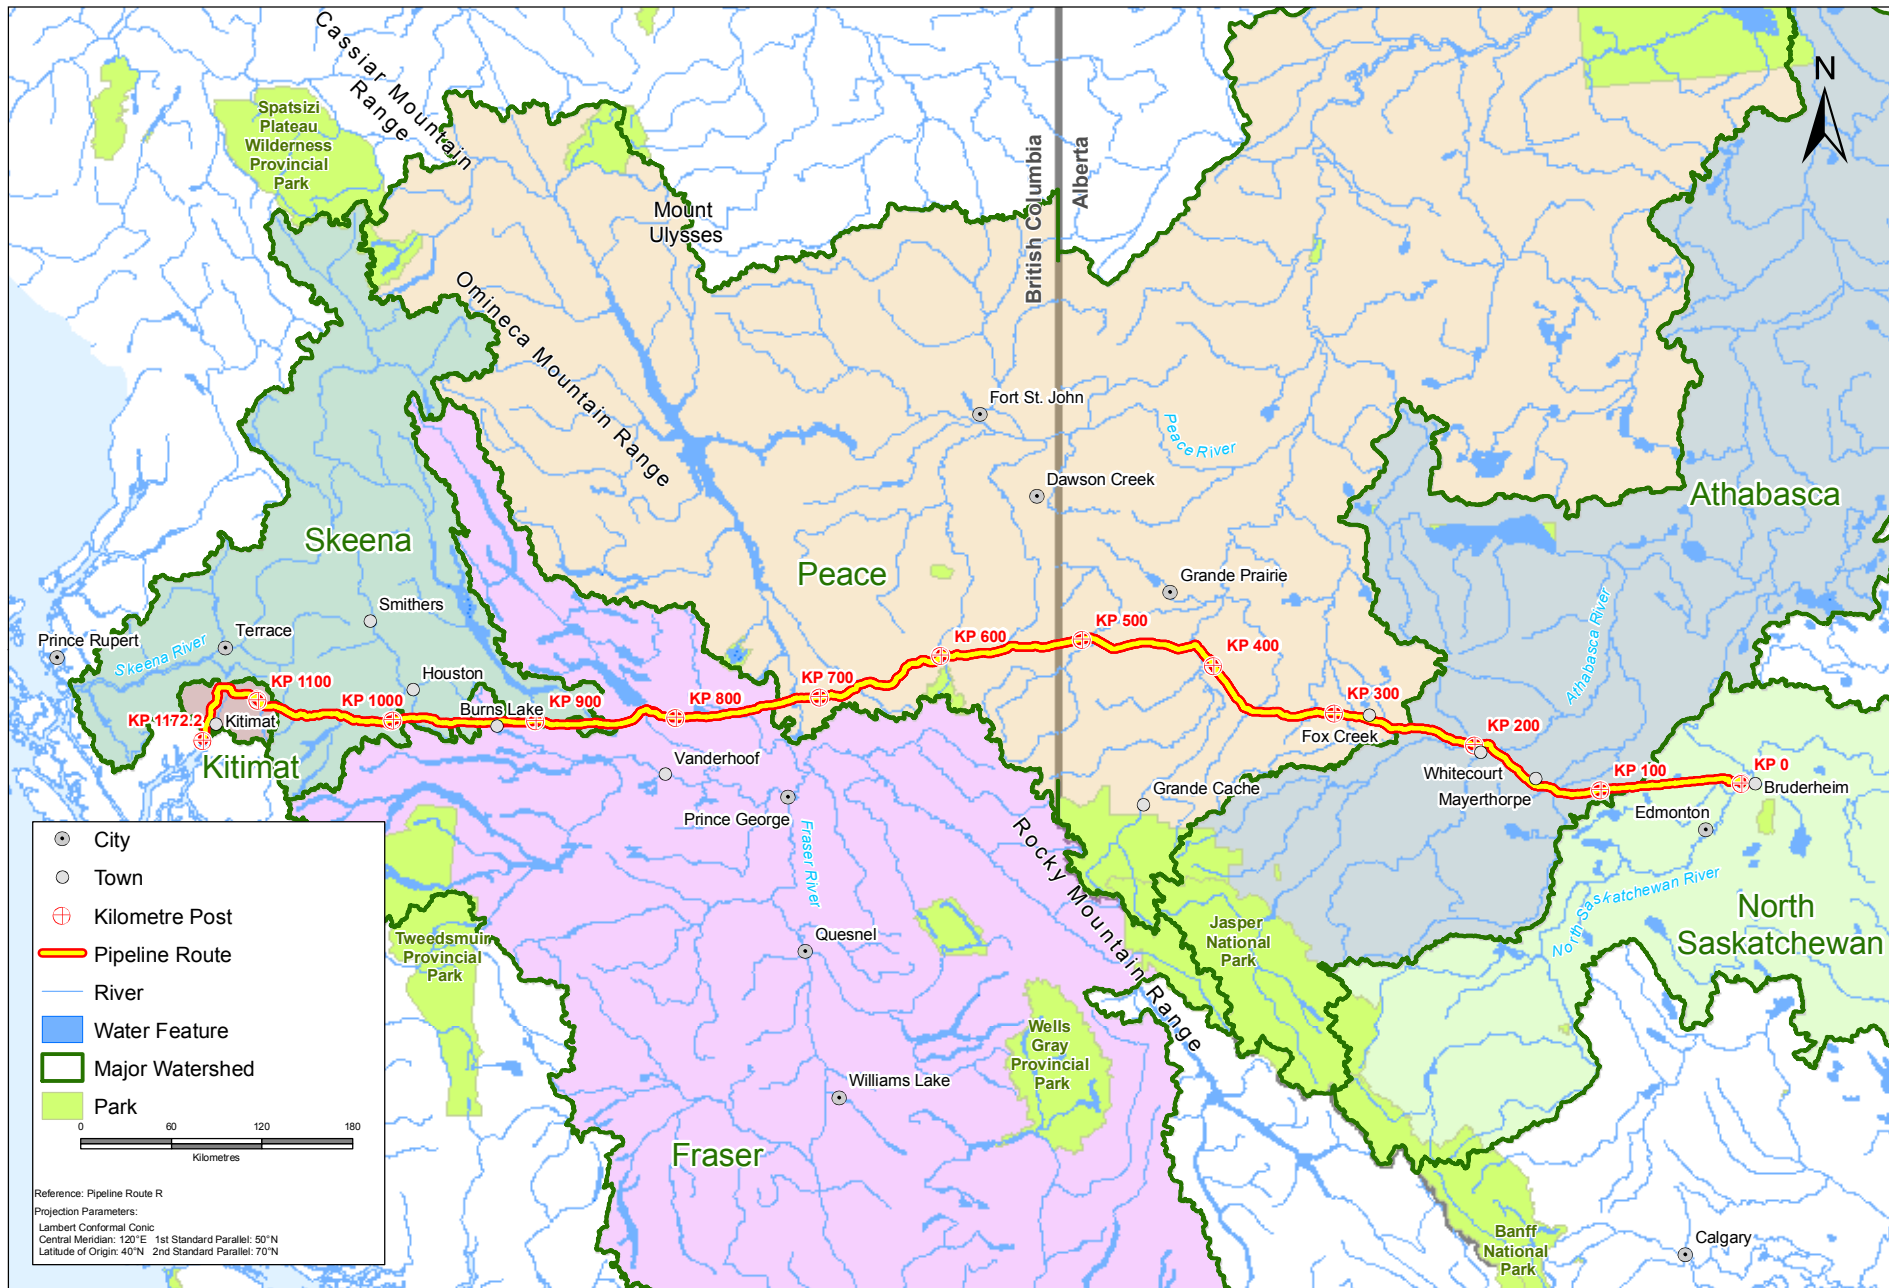 Cassiar Mountain
Range
N
Spatsizi
Plateau
Wilderness
Provincial
Park
British Columbia
Alberta
Mount
Ulysses
Omineca Mountain Range
Fort St. John
Peace River
Dawson Creek
Athabasca
Skeena
Peace
Grande Prairie
Smithers
Athabasca River
Prince Rupert
Skeena River
Terrace
KP 600
KP 500
KP 400
Houston
KP 1100
KP 1000
KP 900
KP 800
KP 700
KP 300
Burns Lake
KP 1172.2
Kitimat
Fox Creek
KP 200
Kitimat
Vanderhoof
Whitecourt
KP 100
KP 0
Bruderheim
Mayerthorpe
Grande Cache
Edmonton
Prince George
Fraser River
Rocky Mountain Range
North Saskatchewan River
North
Saskatchewan
Jasper
National
Park
Tweedsmuir
Provincial
Park
Quesnel
Wells
Gray
Provincial
Park
Williams Lake
Fraser
Banff
National
Park
Calgary
City
Town
Kilometre Post
Pipeline Route
River
Water Feature
Major Watershed
Park
0 60 120 180
Kilometres
Reference: Pipeline Route R
Projection Parameters:
Lambert Conformal Conic
Central Meridian: 120°E 1st Standard Parallel: 50°N
Latitude of Origin: 40°N 2nd Standard Parallel: 70°N